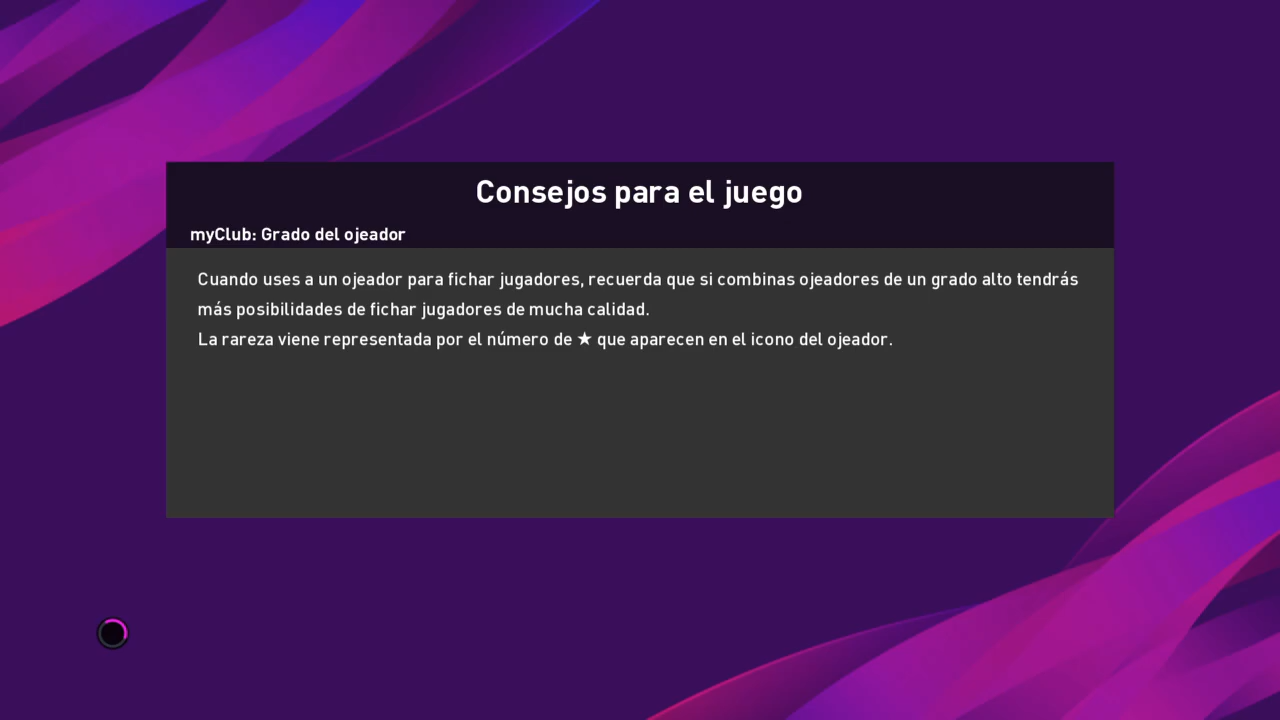 Consejos para el juego
myClub: Grado del ojeador
Cuando uses a un ojeador para fichar jugadores, recuerda que si combinas ojeadores de un grado alto tendrás
más posibilidades de fichar jugadores de mucha calidad.
La rareza viene representada por el número de ★ que aparecen en el icono del ojeador.